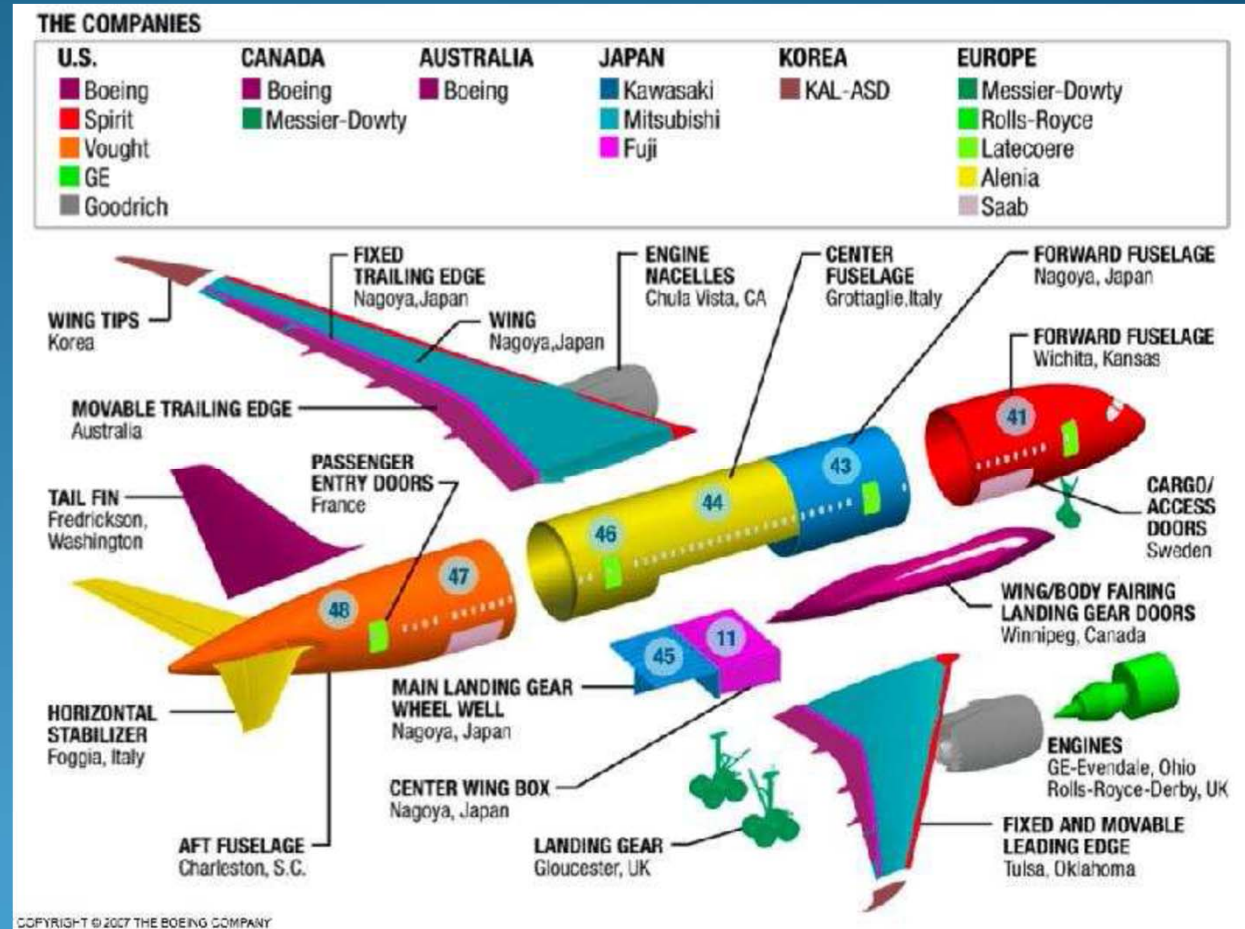 THE COMPANIES
U.S.
Boeing
Spirit
Vought
GE
Goodrich
CANADA
Boeing
Messier-Dowty
AUSTRALIA
Boeing
JAPAN
Kawasaki
Mitsubishi
Fuji
KOREA
KAL-ASD
EUROPE
Messier-Dowty
Rolls-Royce
Latecoere
Alenia
Saab
WING TIPS
Korea
FIXED
TRAILING EDGE
Nagoya,Japan
WING
Nagoya,Japan
ENGINE
NACELLES
Chula Vista, CA
CENTER
FUSELAGE
Grottaglie,Italy
FORWARD FUSELAGE
Nagoya, Japan
FORWARD FUSELAGE
Wichita, Kansas
MOVABLE TRAILING EDGE
Australia
PASSENGER
ENTRY DOORS
France
TAIL FIN
Fredrickson,
Washington
41
43
44
46
47
48
CARGO/
ACCESS
DOORS
Sweden
WING/BODY FAIRING
LANDING GEAR DOORS
Winnipeg, Canada
11
45
MAIN LANDING GEAR
WHEEL WELL
Nagoya, Japan
HORIZONTAL
STABILIZER
Foggia, Italy
CENTER WING BOX
Nagoya, Japan
ENGINES
GE-Evendale, Ohio
Rolls-Royce-Derby, UK
AFT FUSELAGE
Charleston, S.C.
LANDING GEAR
Gloucester, UK
FIXED AND MOVABLE
LEADING EDGE
Tulsa, Oklahoma
COPYRIGHT © 2007 THE BOEING COMPANY